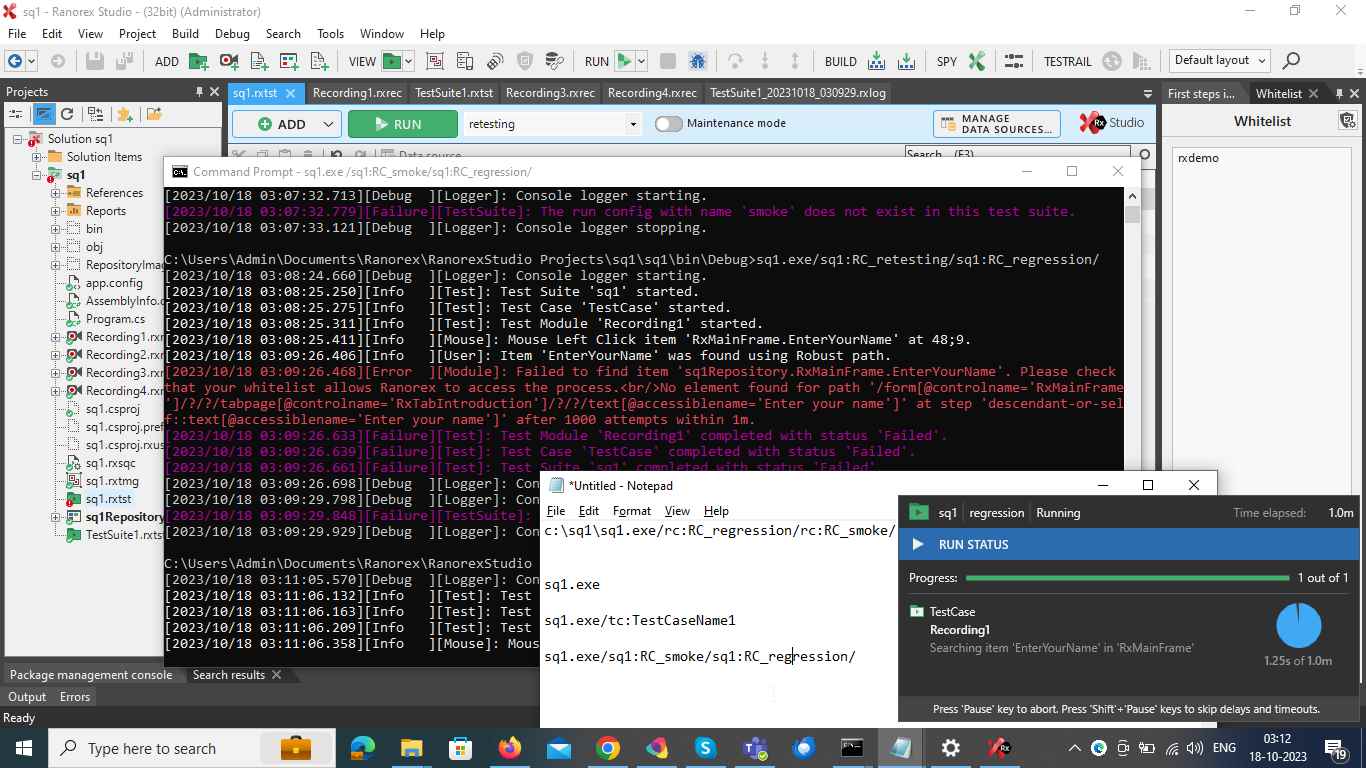 sq1 - Ranorex Studio - (32bit) (Administrator)
File Edit View Project Build Debug Search Tools Window Help
ADD VIEW RUN BUILD SPY TESTRAIL Default layout
Projects
sq1.rxtst Recording1.rxrec TestSuite1.rxtst Recording3.rxrec Recording4.rxrec TestSuite1_20231018_030929.rxlog
First steps i... Whitelist
ADD RUN retesting Maintenance mode MANAGE DATA SOURCES... Rx Studio
Data source
Search (F3)
Whitelist
rxdemo
Solution sq1
Solution Items
sq1
References
Reports
bin
obj
RepositoryImag
app.config
AssemblyInfo.c
Program.cs
Recording1.rxr
Recording2.rxr
Recording3.rxr
Recording4.rxr
sq1.csproj
sq1.csproj.pref
sq1.csproj.rxus
sq1.rxsqc
sq1.rxtmg
sq1.rxtst
sq1Repository
TestSuite1.rxts
Command Prompt - sq1.exe /sq1:RC_smoke/sq1:RC_regression/
[2023/10/18 03:07:32.713][Debug  ][Logger]: Console logger starting.
[2023/10/18 03:07:32.779][Failure][TestSuite]: The run config with name 'smoke' does not exist in this test suite.
[2023/10/18 03:07:33.121][Debug  ][Logger]: Console logger stopping.
C:\Users\Admin\Documents\Ranorex\RanorexStudio Projects\sq1\sq1\bin\Debug>sq1.exe/sq1:RC_retesting/sq1:RC_regression/
[2023/10/18 03:08:24.660][Debug  ][Logger]: Console logger starting.
[2023/10/18 03:08:25.250][Info   ][Test]: Test Suite 'sq1' started.
[2023/10/18 03:08:25.275][Info   ][Test]: Test Case 'TestCase' started.
[2023/10/18 03:08:25.311][Info   ][Test]: Test Module 'Recording1' started.
[2023/10/18 03:08:25.411][Info   ][Mouse]: Mouse Left Click item 'RxMainFrame.EnterYourName' at 48;9.
[2023/10/18 03:09:26.406][Info   ][User]: Item 'EnterYourName' was found using Robust path.
[2023/10/18 03:09:26.468][Error  ][Module]: Failed to find item 'sq1Repository.RxMainFrame.EnterYourName'. Please check
that your whitelist allows Ranorex to access the process.<br/>No element found for path '/form[@controlname='RxMainFrame
']/?/?/tabpage[@controlname='RxTabIntroduction']/?/?/text[@accessiblename='Enter your name']' at step 'descendant-or-sel
f::text[@accessiblename='Enter your name']' after 1000 attempts within 1m.
[2023/10/18 03:09:26.633][Failure][Test]: Test Module 'Recording1' completed with status 'Failed'.
[2023/10/18 03:09:26.639][Failure][Test]: Test Case 'TestCase' completed with status 'Failed'.
[2023/10/18 03:09:26.661][Failure][Test]: Test Suite 'sq1' completed with status 'Failed'
[2023/10/18 03:09:26.698][Debug  ][Logger]: Con
[2023/10/18 03:09:29.798][Debug  ][Logger]: Con
[2023/10/18 03:09:29.848][Failure][TestSuite]:
[2023/10/18 03:09:29.929][Debug  ][Logger]: Con
C:\Users\Admin\Documents\Ranorex\RanorexStudio
[2023/10/18 03:11:05.570][Debug  ][Logger]: Con
[2023/10/18 03:11:06.132][Info   ][Test]: Test
[2023/10/18 03:11:06.163][Info   ][Test]: Test
[2023/10/18 03:11:06.209][Info   ][Test]: Test
[2023/10/18 03:11:06.358][Info   ][Mouse]: Mous
*Untitled - Notepad
File Edit Format View Help
c:\sq1\sq1.exe/rc:RC_regression/rc:RC_smoke/
sq1.exe
sq1.exe/tc:TestCaseName1
sq1.exe/sq1:RC_smoke/sq1:RC_regression/
sq1 regression Running Time elapsed: 1.0m
RUN STATUS
Progress: 1 out of 1
TestCase
Recording1
Searching item 'EnterYourName' in 'RxMainFrame'
1.25s of 1.0m
Press 'Pause' key to abort. Press 'Shift'+'Pause' keys to skip delays and timeouts.
Package management console Search results
Output Errors
Ready
Type here to search
ENG 03:12
18-10-2023
19